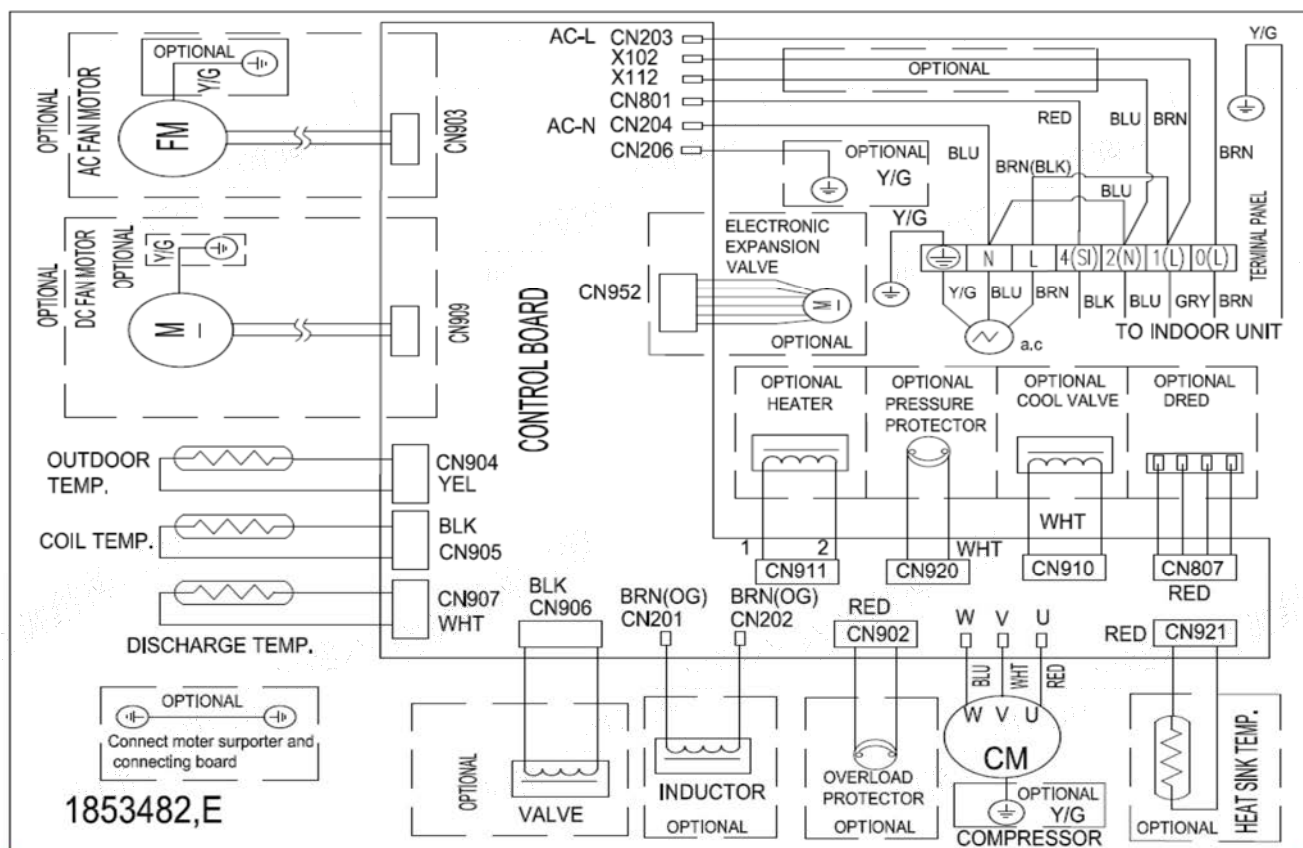 OPTIONAL
Y/G
FM
OPTIONAL
AC FAN MOTOR
CN903
OPTIONAL
DC FAN MOTOR
OPTIONAL
Y/G
M
CN909
CONTROL BOARD
OUTDOOR
TEMP.
CN904
YEL
COIL TEMP.
BLK
CN905
CN907
WHT
DISCHARGE TEMP.
OPTIONAL
Connect moter surporter and
connecting board
1853482,E
AC-L CN203
X102
X112
CN801
AC-N CN204
CN206
OPTIONAL
RED
BLU
BRN
BLU
BRN
BRN(BLK)
BLU
Y/G
OPTIONAL
Y/G
Y/G
N L 4(SI) 2(N) 1(L) 0(L)
TERMINAL PANEL
Y/G BLU BRN
BLK BLU GRY BRN
TO INDOOR UNIT
a.c
ELECTRONIC
EXPANSION
VALVE
CN952
M
OPTIONAL
OPTIONAL
HEATER
OPTIONAL
PRESSURE
PROTECTOR
OPTIONAL
COOL VALVE
OPTIONAL
DRED
1 2
CN911
WHT
CN920
WHT
CN910
CN807
RED
BLK
CN906
BRN(OG)
CN201
BRN(OG)
CN202
RED
CN902
W V U
BLU
WHT
RED
RED
CN921
OPTIONAL
VALVE
INDUCTOR
OPTIONAL
OVERLOAD
PROTECTOR
OPTIONAL
W V U
CM
OPTIONAL
Y/G
COMPRESSOR
OPTIONAL
HEAT SINK TEMP.